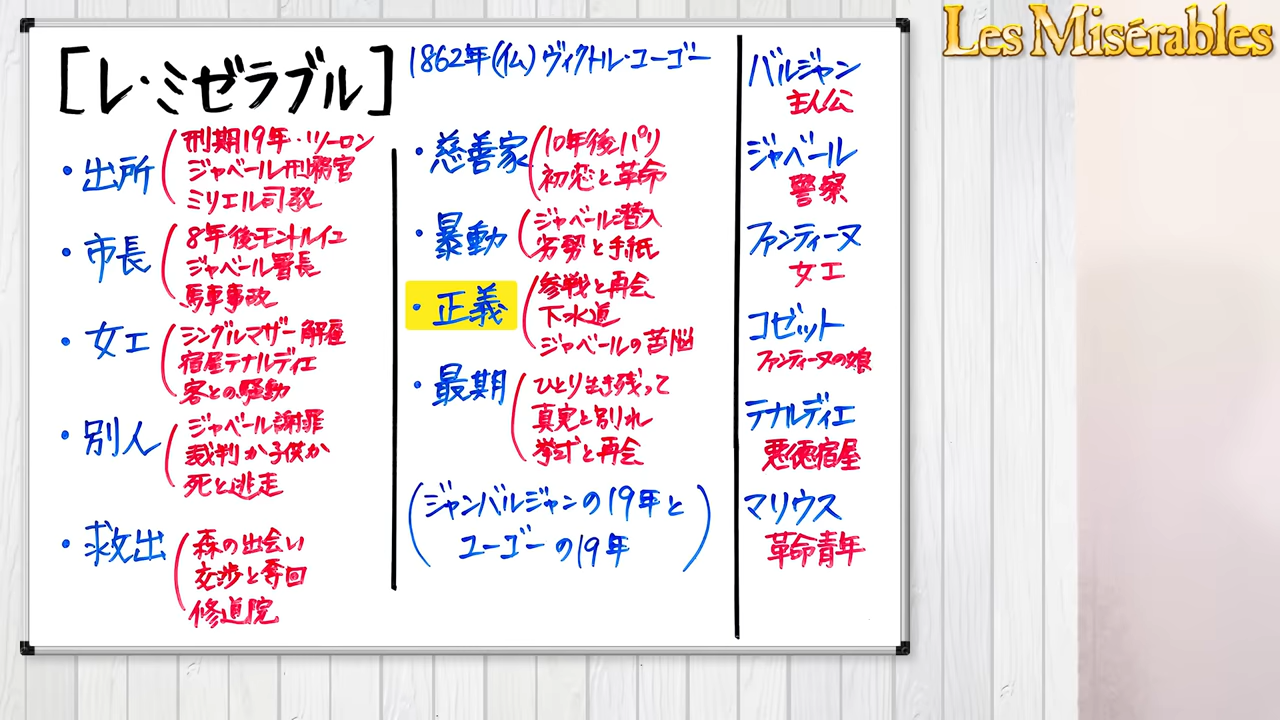 [レ・ミゼラブル]
1862年(仏)ヴィクトル・ユーゴー
・出所
刑期19年・ツーロン
ジャベール刑務官
ミリエル司教
・市長
8年後モントルイユ
ジャベール署長
馬車事故
・女工
シングルマザー解雇
宿屋テナルディエ
客との騒動
・別人
ジャベール謝罪
裁判か子供か
死と逃走
・救出
森の出会い
交渉と奪回
修道院
・慈善家
10年後パリ
初恋と革命
・暴動
ジャベール潜入
劣勢と手紙
・正義
参戦と再会
下水道
ジャベールの苦悩
・最期
ひとり生き残って
真実と別れ
挙式と再会
(ジャンバルジャンの19年と
ユーゴーの19年)
バルジャン
主人公
ジャベール
警察
ファンティーヌ
女工
コゼット
ファンティーヌの娘
テナルディエ
悪徳宿屋
マリウス
革命青年
Les Misérables